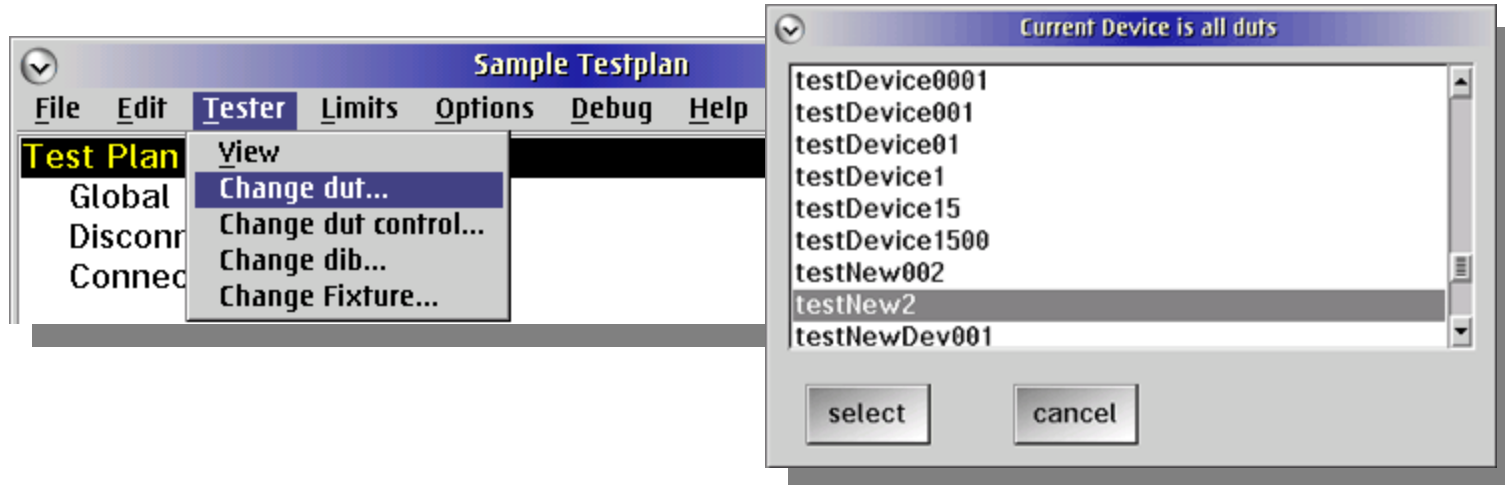 Sample Testplan
File Edit Tester Limits Options Debug Help
Test Plan
Global
Disconn
Connec
View
Change dut...
Change dut control...
Change dib...
Change Fixture...
Current Device is all duts
testDevice0001
testDevice001
testDevice01
testDevice1
testDevice15
testDevice1500
testNew002
testNew2
testNewDev001
select cancel